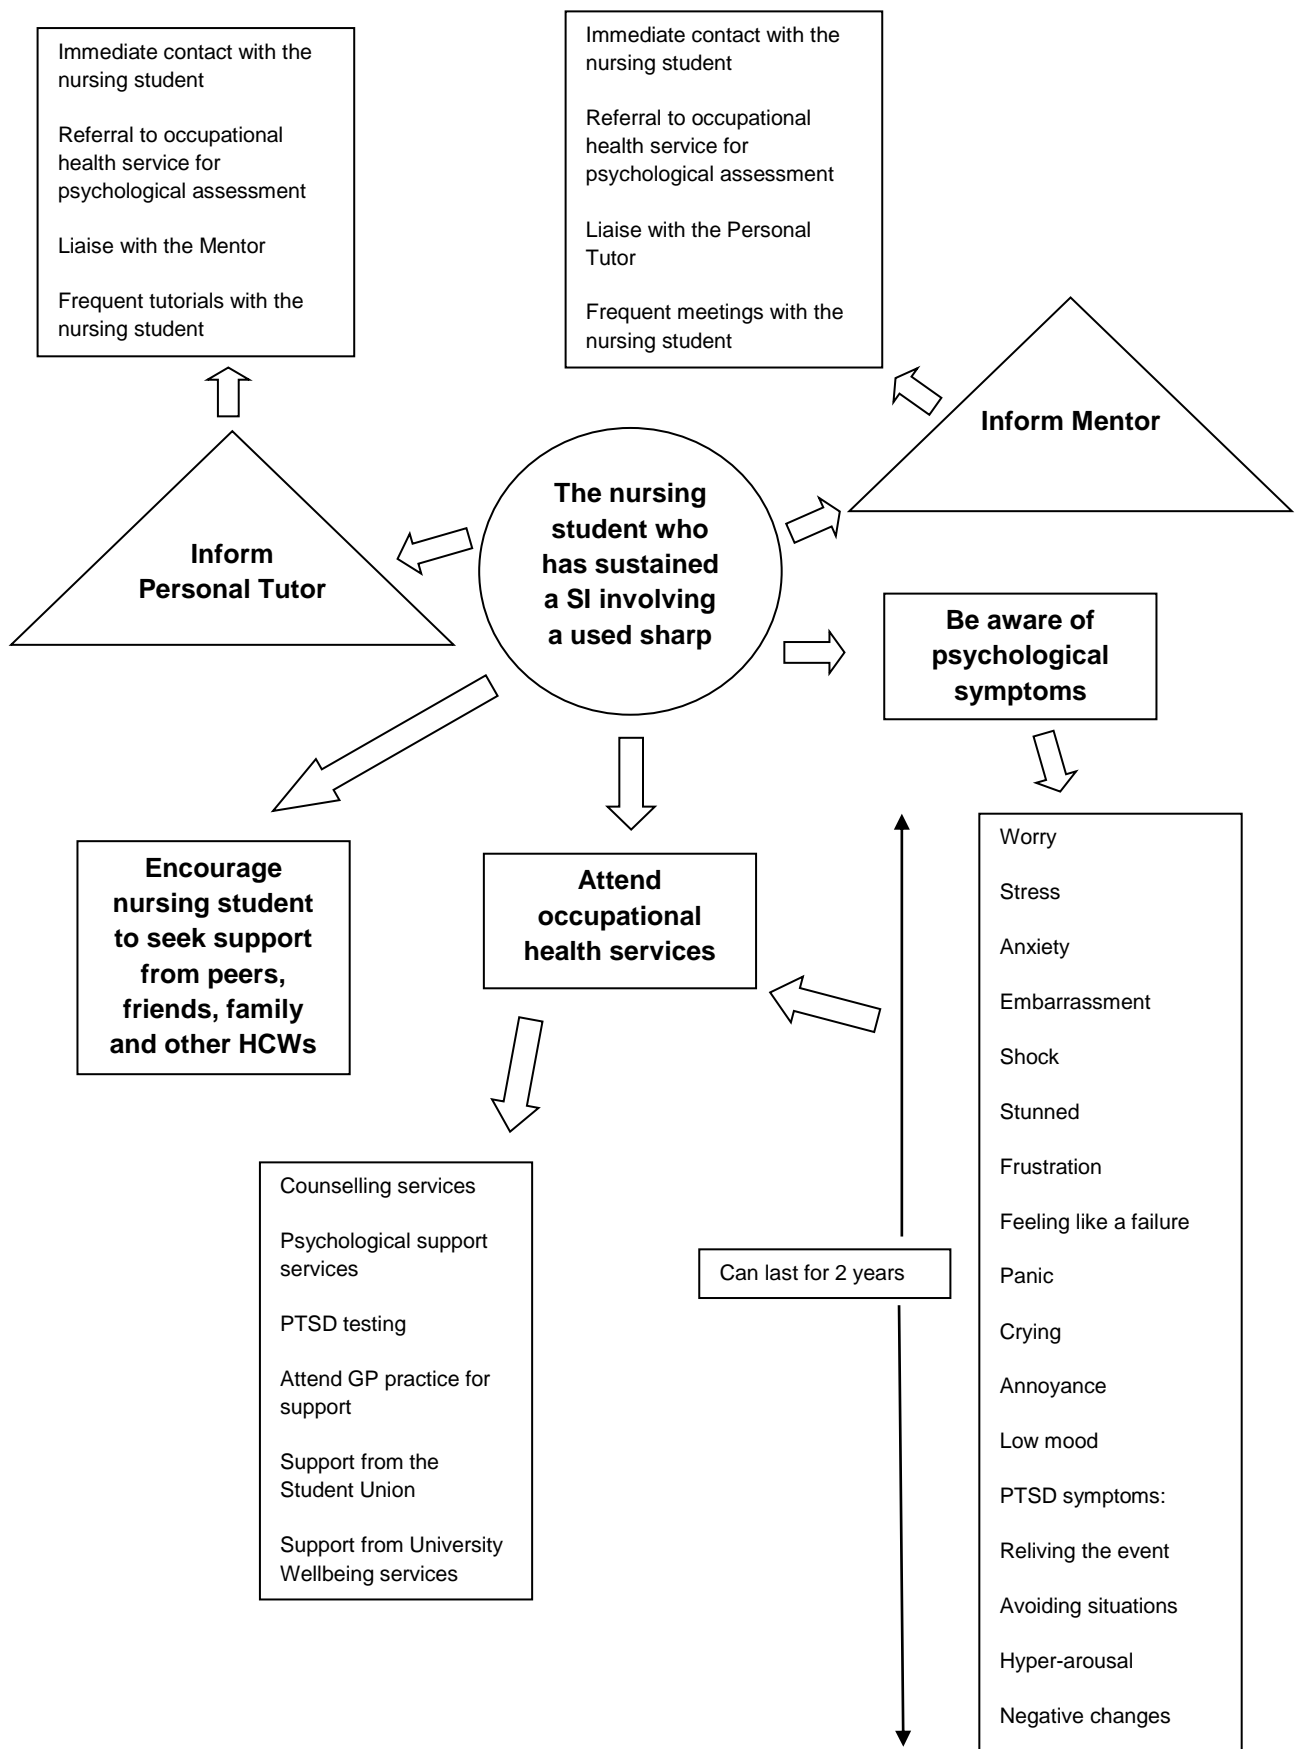 Immediate contact with the
nursing student
Referral to occupational
health service for
psychological assessment
Liaise with the Mentor
Frequent tutorials with the
nursing student
Immediate contact with the
nursing student
Referral to occupational
health service for
psychological assessment
Liaise with the Personal
Tutor
Frequent meetings with the
nursing student
Inform Mentor
Inform
Personal Tutor
The nursing
student who
has sustained
a SI involving
a used sharp
Be aware of
psychological
symptoms
Encourage
nursing student
to seek support
from peers,
friends, family
and other HCWs
Attend
occupational
health services
Counselling services
Psychological support
services
PTSD testing
Attend GP practice for
support
Support from the
Student Union
Support from University
Wellbeing services
Can last for 2 years
Worry
Stress
Anxiety
Embarrassment
Shock
Stunned
Frustration
Feeling like a failure
Panic
Crying
Annoyance
Low mood
PTSD symptoms:
Reliving the event
Avoiding situations
Hyper-arousal
Negative changes